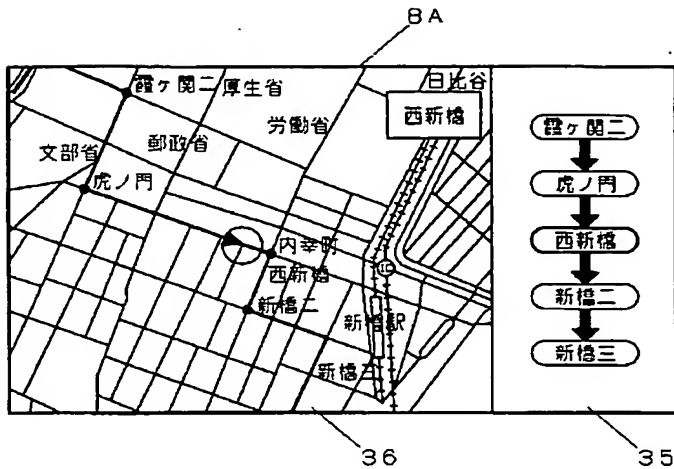 8A
日比谷
霞ヶ関二
厚生省
西新橋
労働省
郵政省
文部省
虎ノ門
内幸町
西新橋
新橋二
新橋駅
新橋三
霞ヶ関二
虎ノ門
西新橋
新橋二
新橋三
36
35